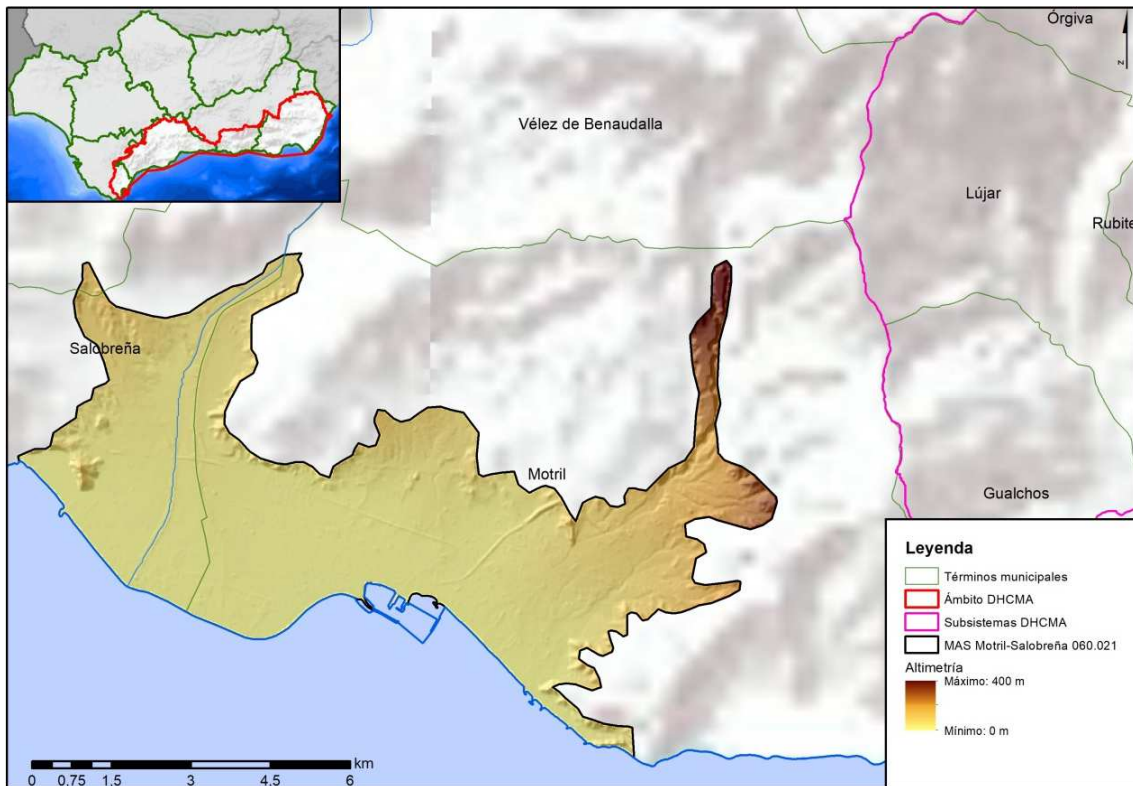 Órgiva
N
Vélez de Benaudalla
Lújar
Rubite
Salobreña
Motril
Gualchos
Leyenda
Términos municipales
Ámbito DHCMA
Subsistemas DHCMA
MAS Motril-Salobreña 060.021
Altimetría
Máximo: 400 m
Mínimo: 0 m
km
0 0.75 1.5 3 4.5 6